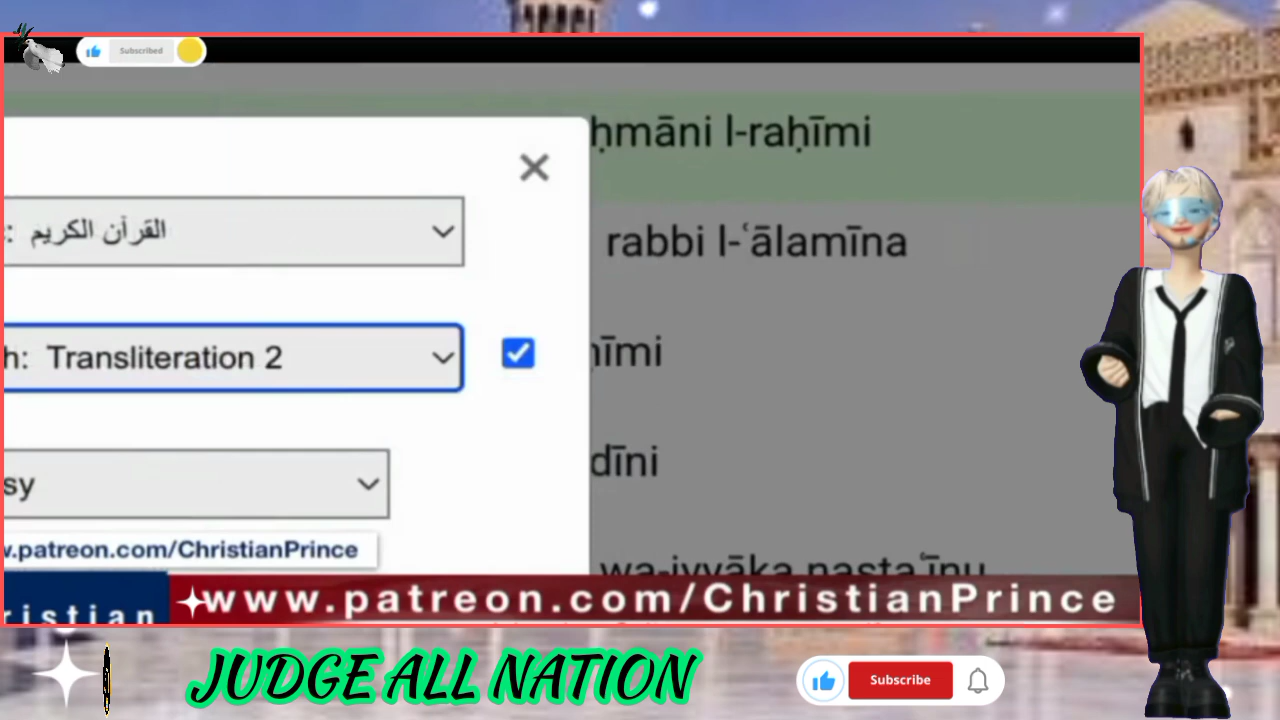 Subscribed
ḥmāni l-raḥīmi
: القرآن الكريم
rabbi l-ʿālamīna
h: Transliteration 2
īmi
dīni
sy
wa-iyyāka nastaʿīnu
w.patreon.com/ChristianPrince
ristian
www.patreon.com/ChristianPrince
JUDGE ALL NATION
Subscribe